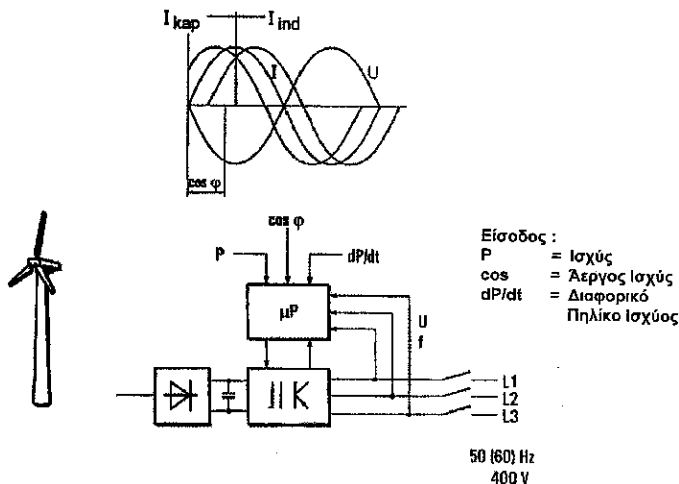 I kap
I ind
I
U
cos φ
cos φ
P
dP/dt
μP
U
f
Είσοδος :
P = Ισχύς
cos = Άεργος Ισχύς
dP/dt = Διαφορικό
Πηλίκο Ισχύος
L1
L2
L3
50 (60) Hz
400 V